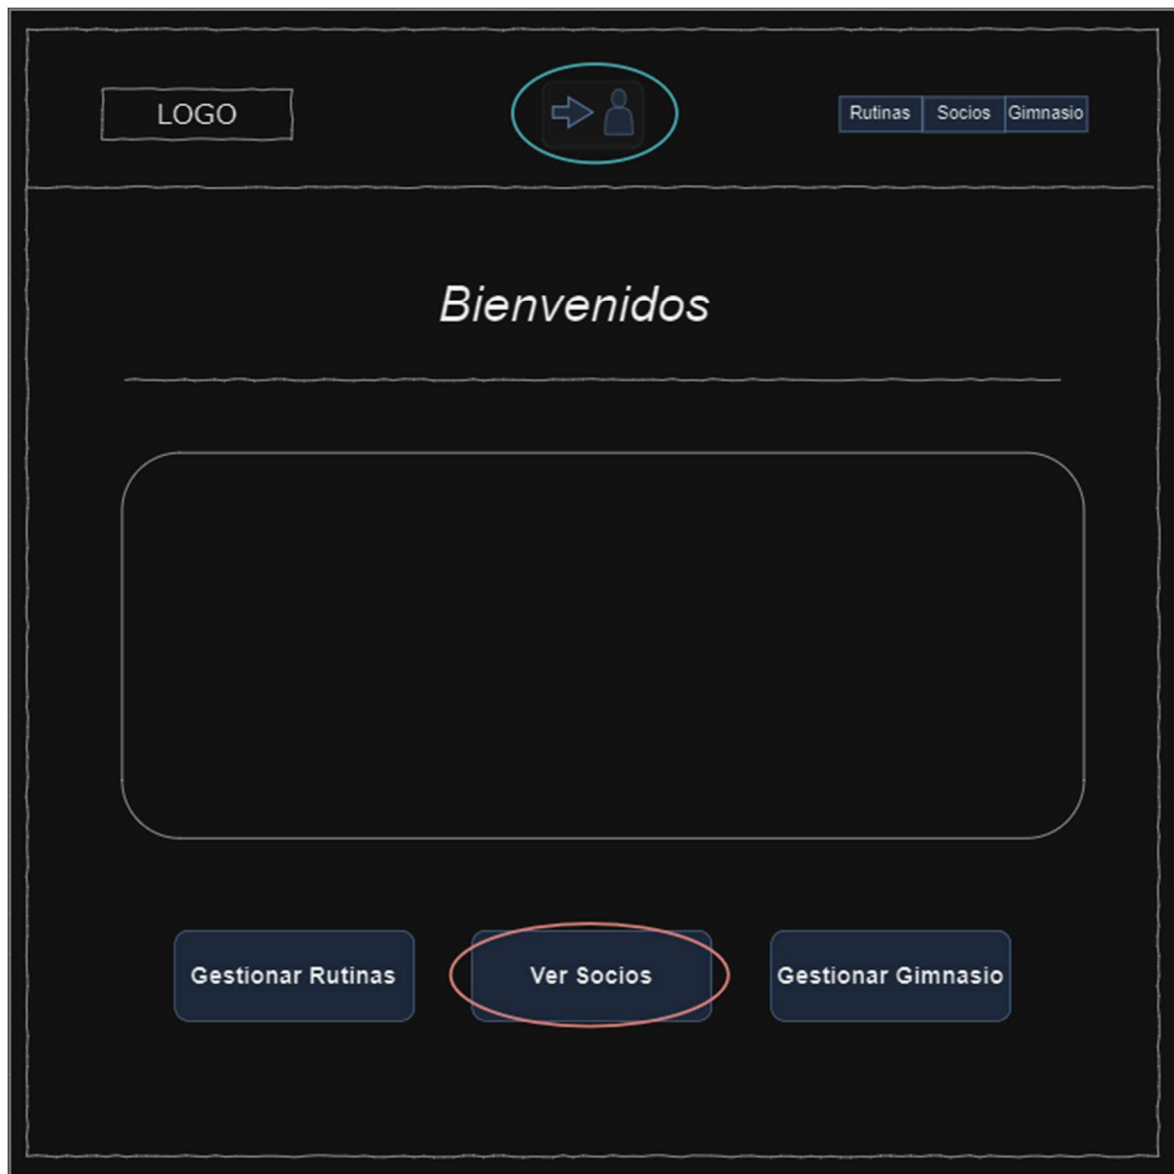 LOGO
Rutinas Socios Gimnasio
Bienvenidos
Gestionar Rutinas Ver Socios Gestionar Gimnasio